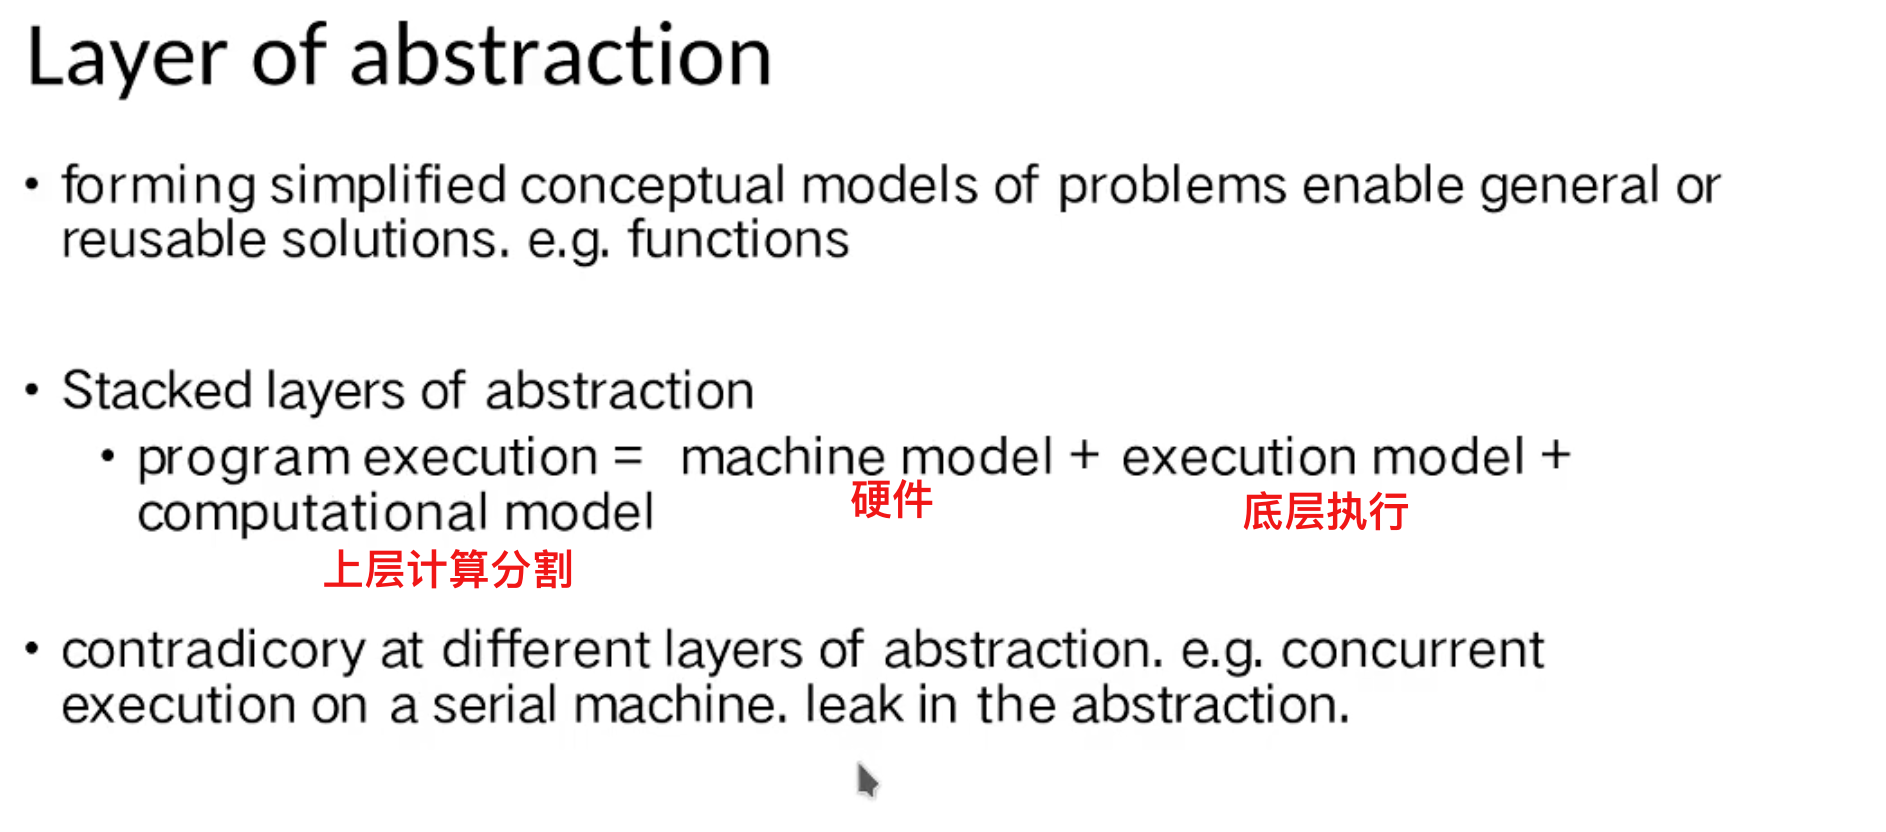 Layer of abstraction
• forming simplified conceptual models of problems enable general or
reusable solutions. e.g. functions
• Stacked layers of abstraction
• program execution = machine model + execution model +
硬件 底层执行
computational model
上层计算分割
• contradicory at different layers of abstraction. e.g. concurrent
execution on a serial machine. leak in the abstraction.